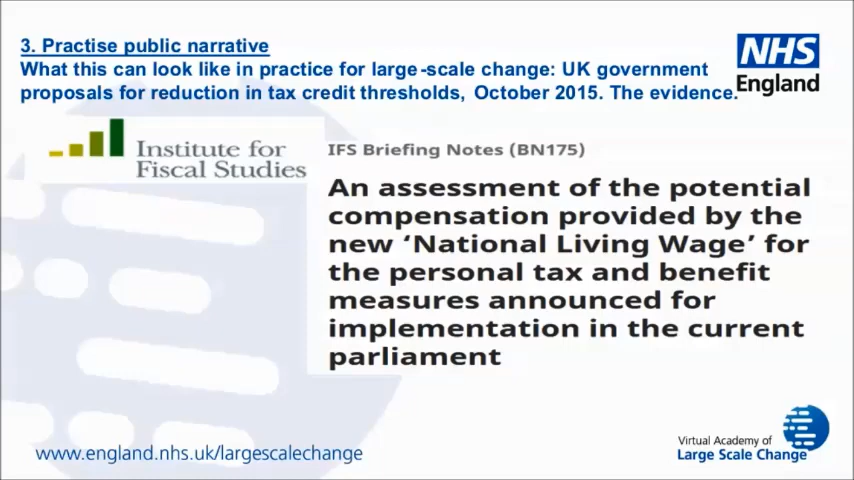 3. Practise public narrative
What this can look like in practice for large-scale change: UK government
proposals for reduction in tax credit thresholds, October 2015. The evidence.
NHS
England
Institute for
Fiscal Studies
IFS Briefing Notes (BN175)
An assessment of the potential
compensation provided by the
new ‘National Living Wage’ for
the personal tax and benefit
measures announced for
implementation in the current
parliament
www.england.nhs.uk/largescalechange
Virtual Academy of
Large Scale Change